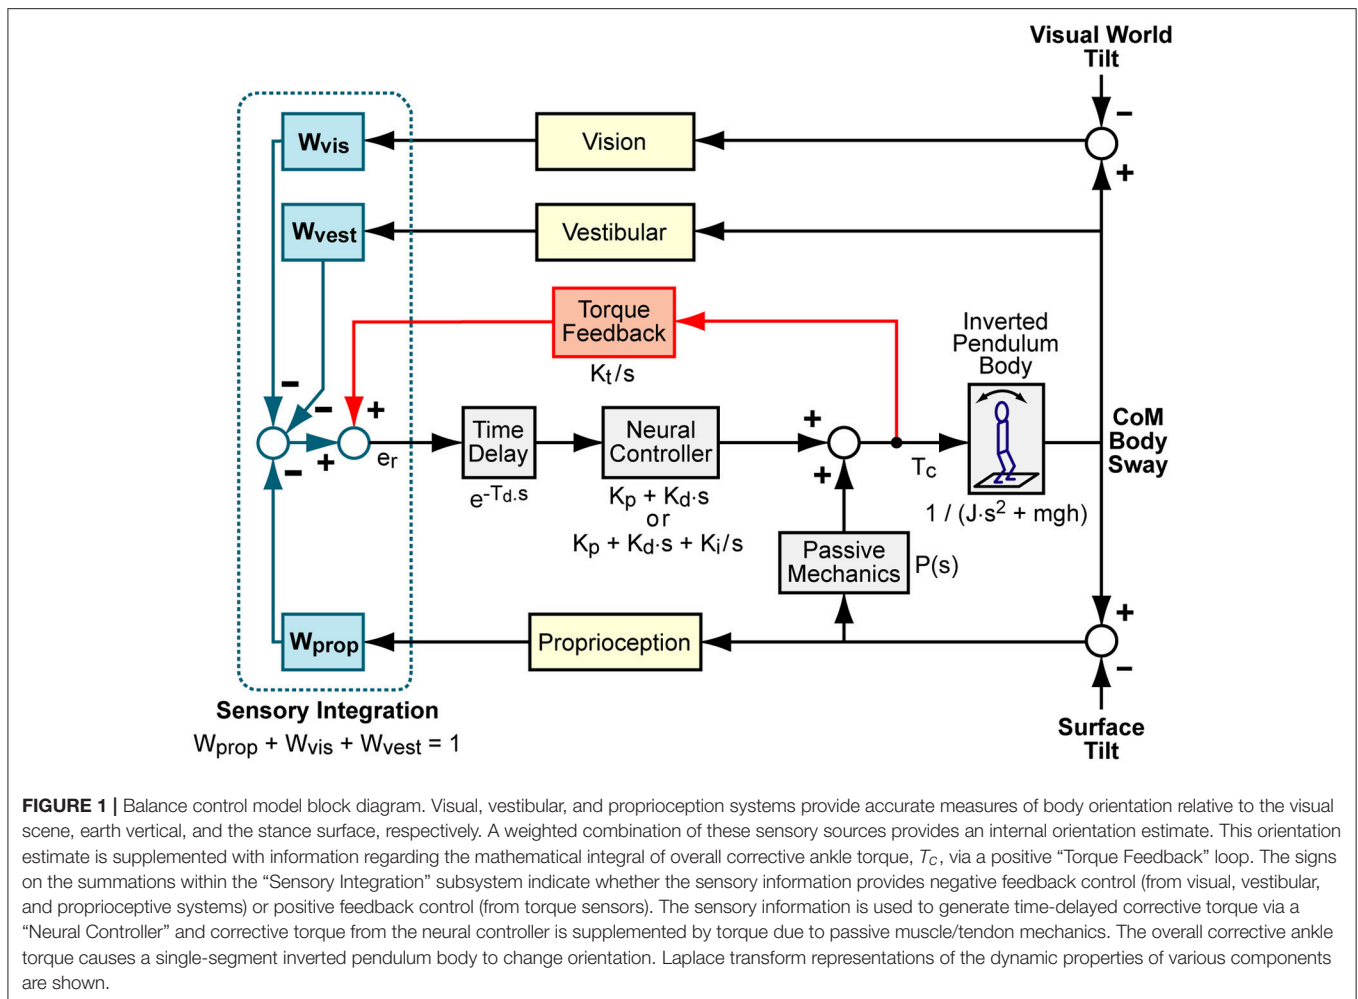 Visual World
Tilt
−
+
Wvis
Vision
Wvest
Vestibular
Torque
Feedback
Kt/s
Inverted
Pendulum
Body
−
−
+
−
+
er
Time
Delay
e-Td.s
Neural
Controller
Kp + Kd·s
or
Kp + Kd·s + Ki/s
+
+
Tc
1 / (J·s2 + mgh)
CoM
Body
Sway
Passive
Mechanics
P(s)
+
−
Wprop
Proprioception
Surface
Tilt
Sensory Integration
Wprop + Wvis + Wvest = 1
FIGURE 1 | Balance control model block diagram. Visual, vestibular, and proprioception systems provide accurate measures of body orientation relative to the visual
scene, earth vertical, and the stance surface, respectively. A weighted combination of these sensory sources provides an internal orientation estimate. This orientation
estimate is supplemented with information regarding the mathematical integral of overall corrective ankle torque, Tc, via a positive “Torque Feedback” loop. The signs
on the summations within the “Sensory Integration” subsystem indicate whether the sensory information provides negative feedback control (from visual, vestibular,
and proprioceptive systems) or positive feedback control (from torque sensors). The sensory information is used to generate time-delayed corrective torque via a
“Neural Controller” and corrective torque from the neural controller is supplemented by torque due to passive muscle/tendon mechanics. The overall corrective ankle
torque causes a single-segment inverted pendulum body to change orientation. Laplace transform representations of the dynamic properties of various components
are shown.